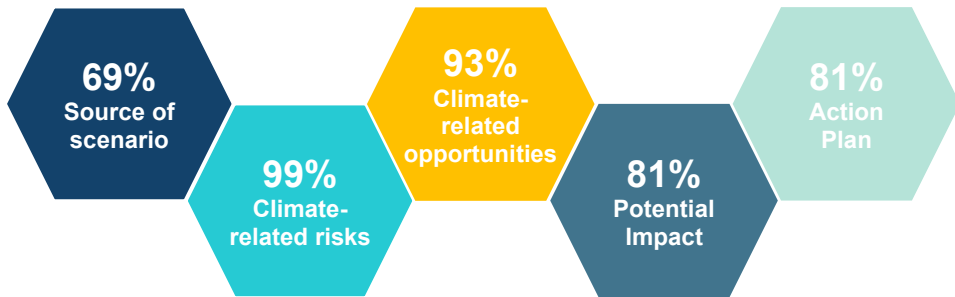 69%
Source of
scenario
99%
Climate-
related risks
93%
Climate-
related
opportunities
81%
Potential
Impact
81%
Action
Plan